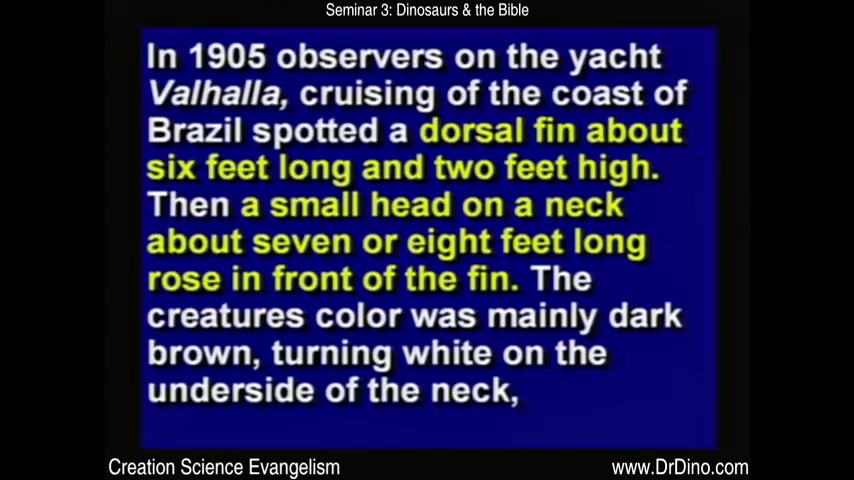 Seminar 3: Dinosaurs & the Bible
In 1905 observers on the yacht
Valhalla, cruising of the coast of
Brazil spotted a dorsal fin about
six feet long and two feet high.
Then a small head on a neck
about seven or eight feet long
rose in front of the fin. The
creatures color was mainly dark
brown, turning white on the
underside of the neck,
Creation Science Evangelism
www.DrDino.com